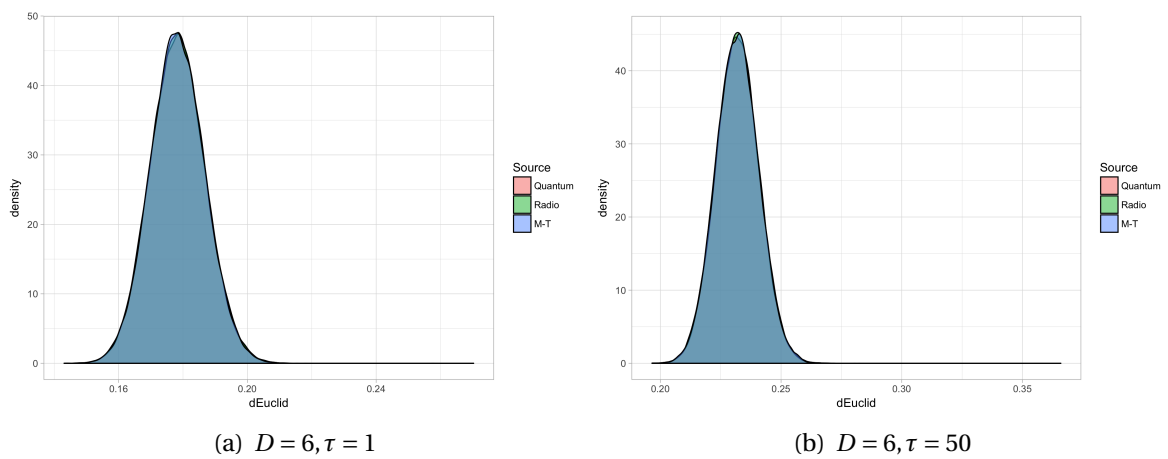 50
40
30
20
10
0
density
0.16
0.20
0.24
dEuclid
Source
Quantum
Radio
M-T
(a) D = 6, τ = 1
40
30
20
10
0
density
0.20
0.25
0.30
0.35
dEuclid
Source
Quantum
Radio
M-T
(b) D = 6, τ = 50